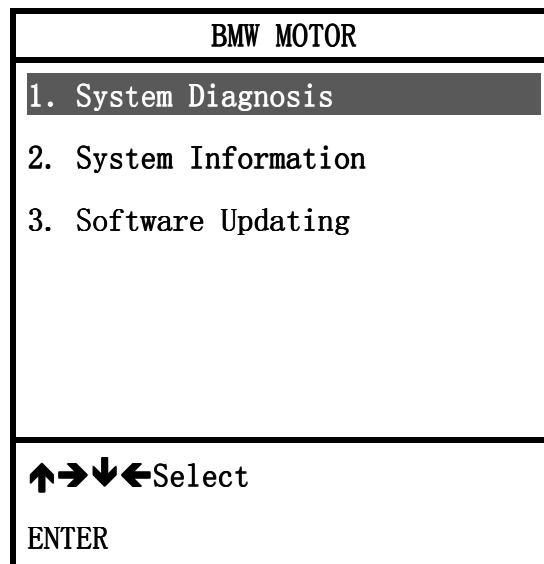 BMW MOTOR
1. System Diagnosis
2. System Information
3. Software Updating
↑→↓←Select
ENTER